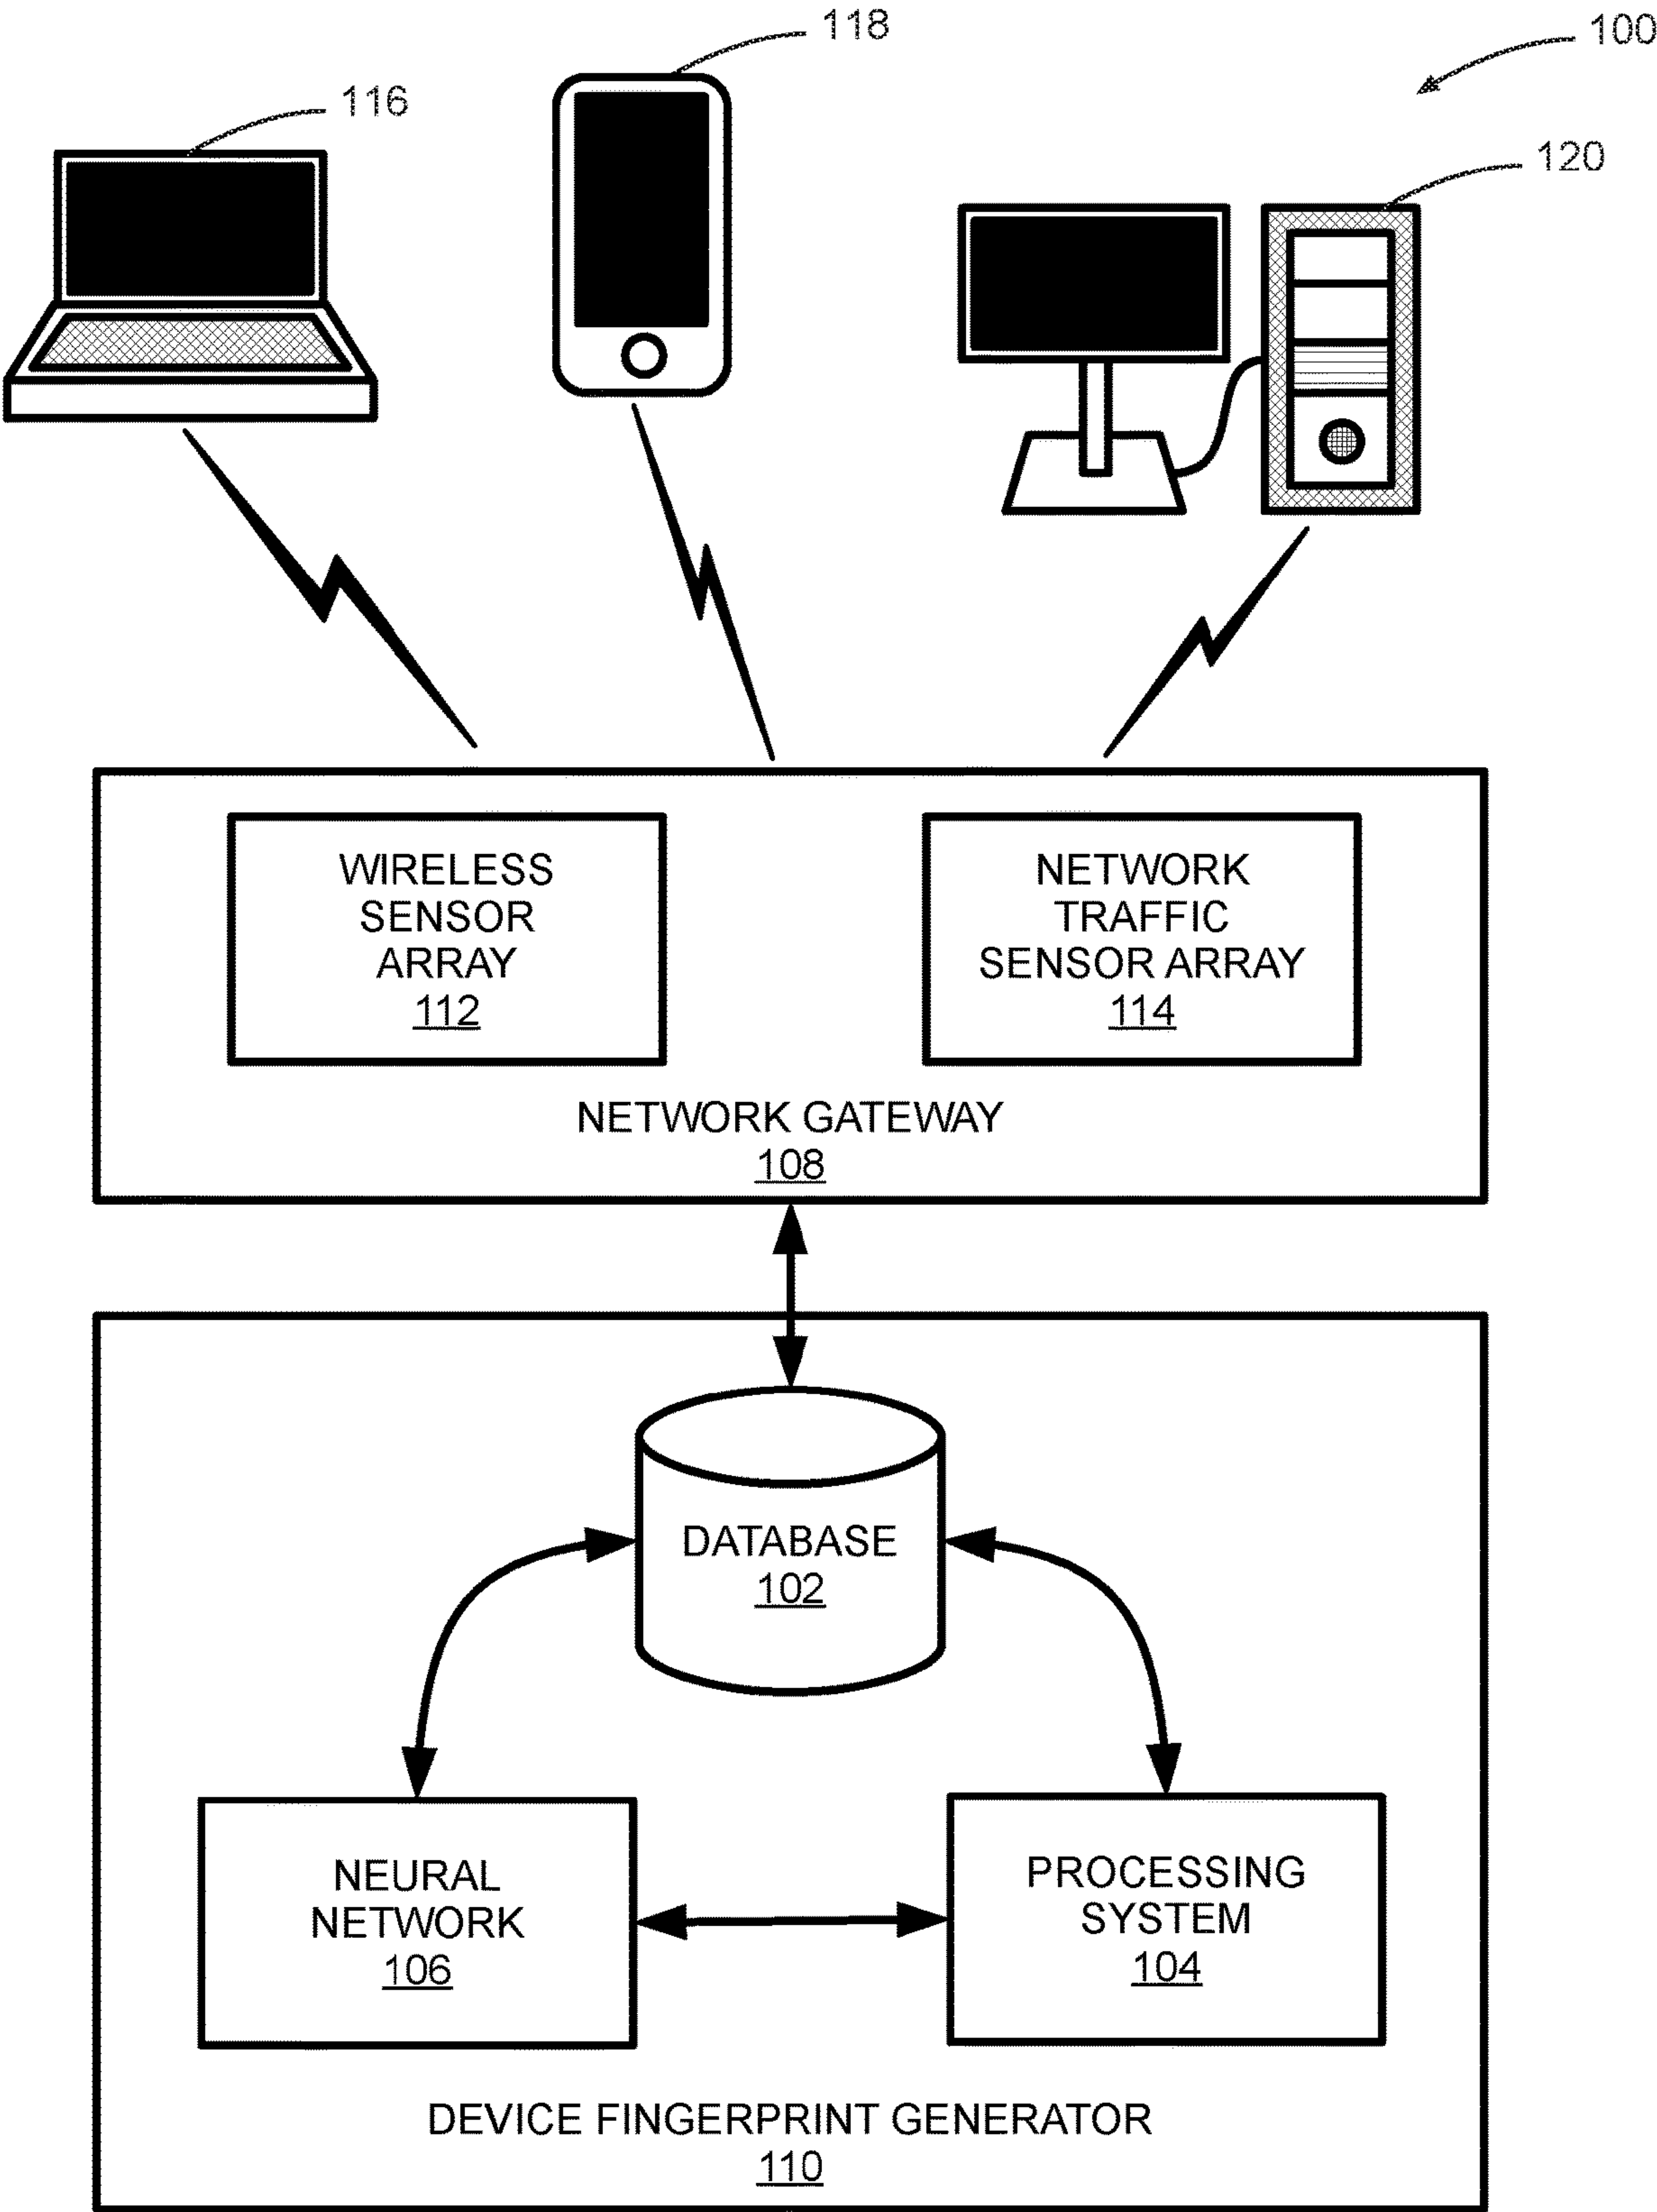 118
100
116
120
WIRELESS
SENSOR
ARRAY
112
NETWORK
TRAFFIC
SENSOR ARRAY
114
NETWORK GATEWAY
108
DATABASE
102
NEURAL
NETWORK
106
PROCESSING
SYSTEM
104
DEVICE FINGERPRINT GENERATOR
110